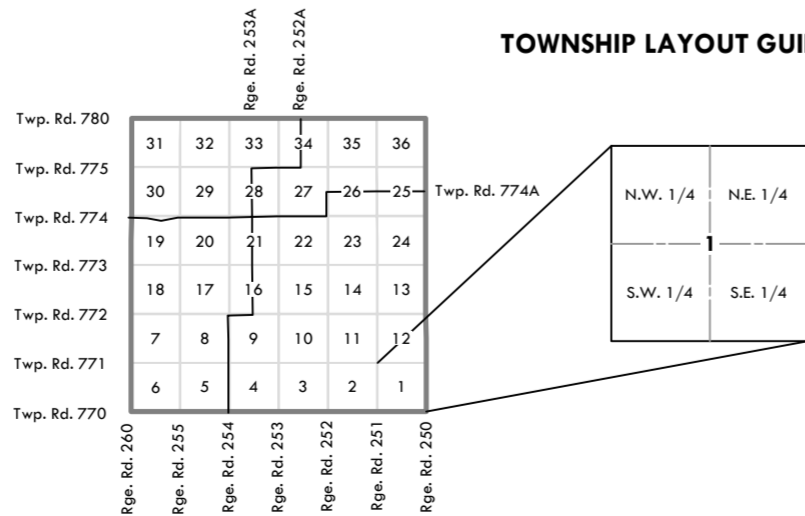 TOWNSHIP LAYOUT GUI
Rge. Rd. 253A
Rge. Rd. 252A
Twp. Rd. 780
31 32 33 34 35 36
Twp. Rd. 775
30 29 28 27 26 25
Twp. Rd. 774A
Twp. Rd. 774
19 20 21 22 23 24
Twp. Rd. 773
18 17 16 15 14 13
Twp. Rd. 772
7 8 9 10 11 12
Twp. Rd. 771
6 5 4 3 2 1
Twp. Rd. 770
Rge. Rd. 260
Rge. Rd. 255
Rge. Rd. 254
Rge. Rd. 253
Rge. Rd. 252
Rge. Rd. 251
Rge. Rd. 250
N.W. 1/4 N.E. 1/4
1
S.W. 1/4 S.E. 1/4